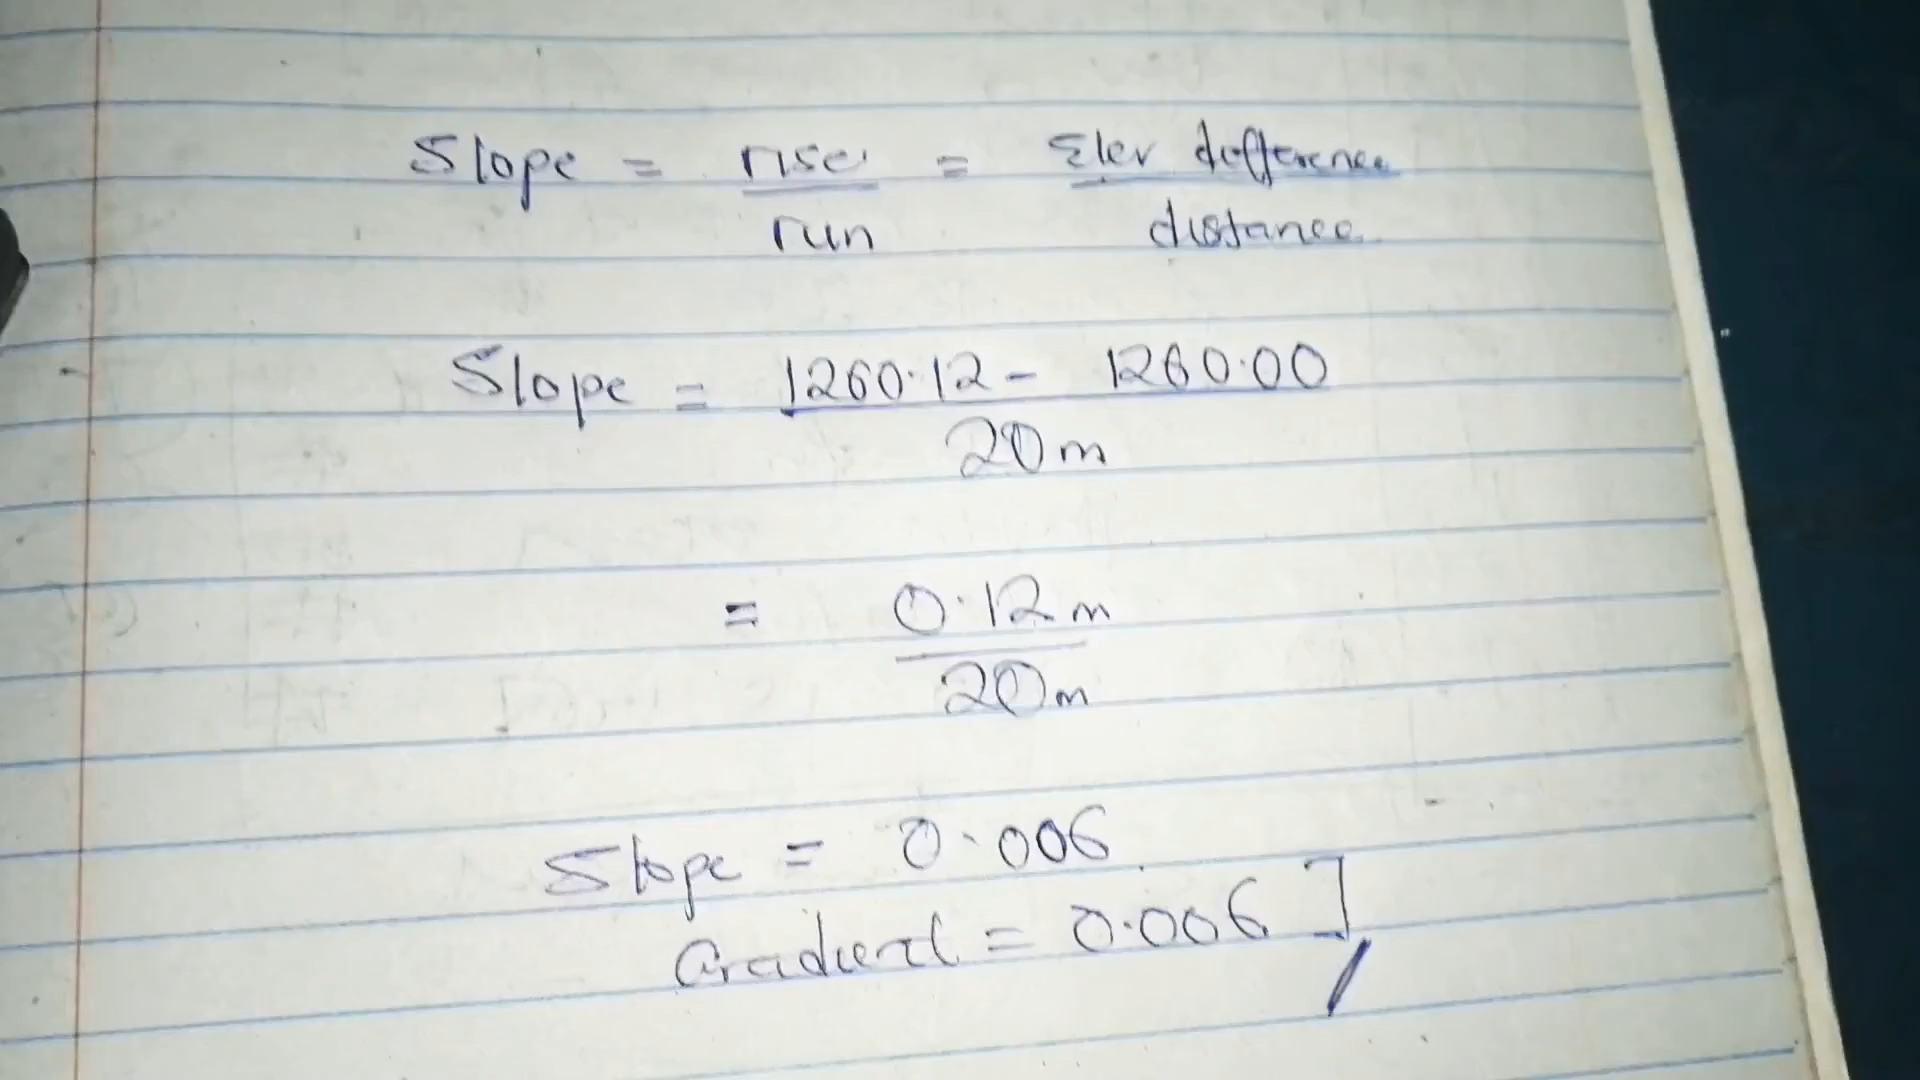 Slope = rise = Elev difference
run distance
Slope = 1260.12 - 1260.00
20m
= 0.12m
20m
Slope = 0.006
Gradient = 0.006]